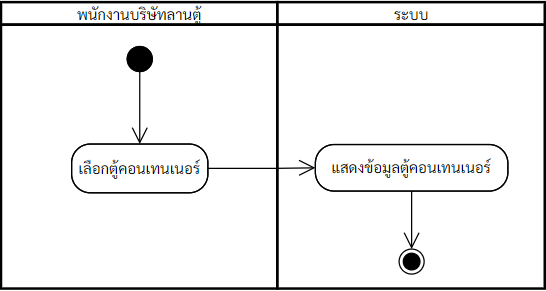 พนักงานบริษัทลานตู้
ระบบ
เลือกตู้คอนเทนเนอร์
แสดงข้อมูลตู้คอนเทนเนอร์